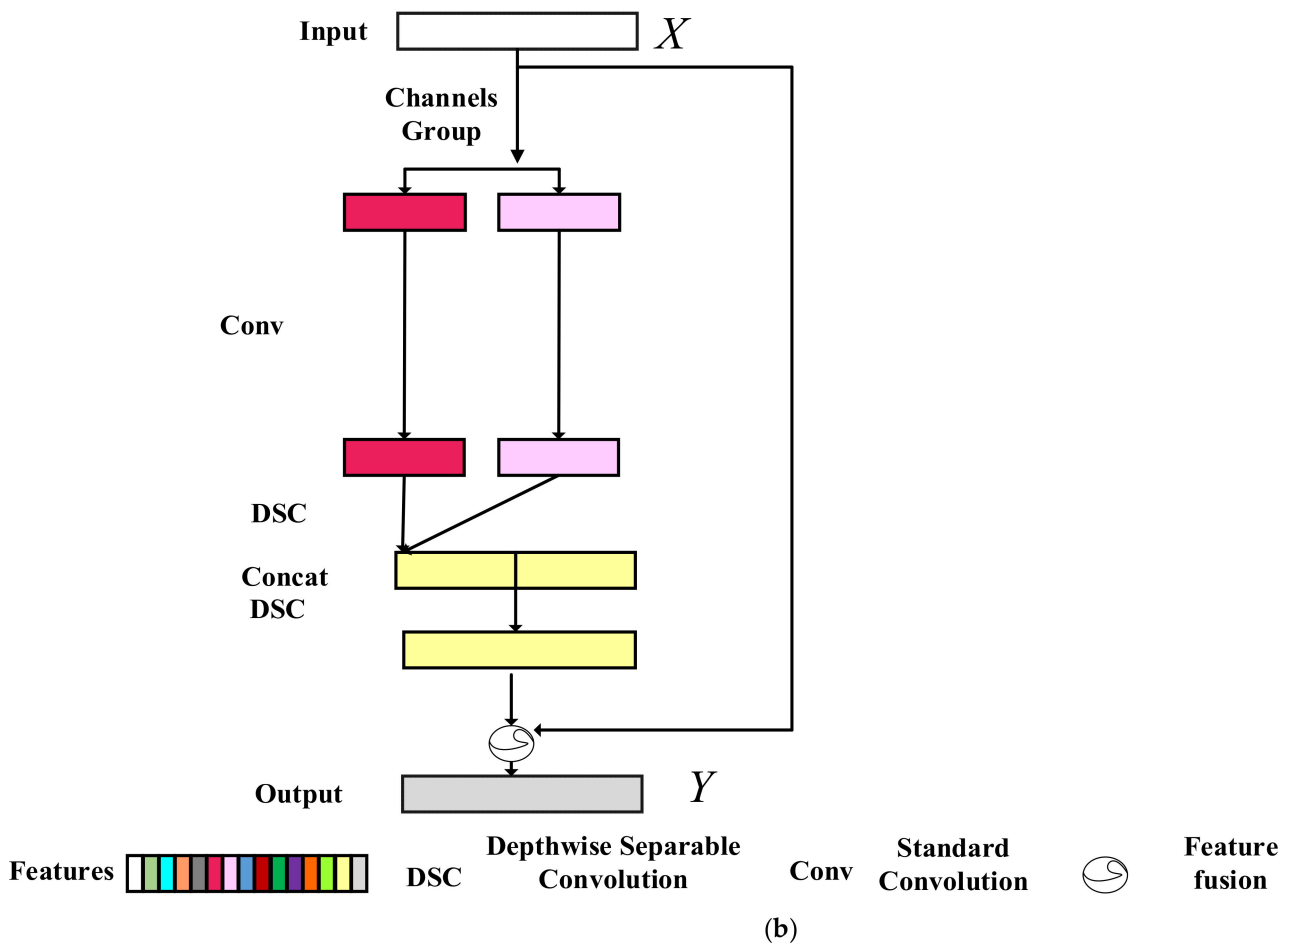 Input
X
Channels
Group
Conv
DSC
Concat
DSC
Output
Y
Features
DSC
Depthwise Separable
Convolution
Conv
Standard
Convolution
Feature
fusion
(b)